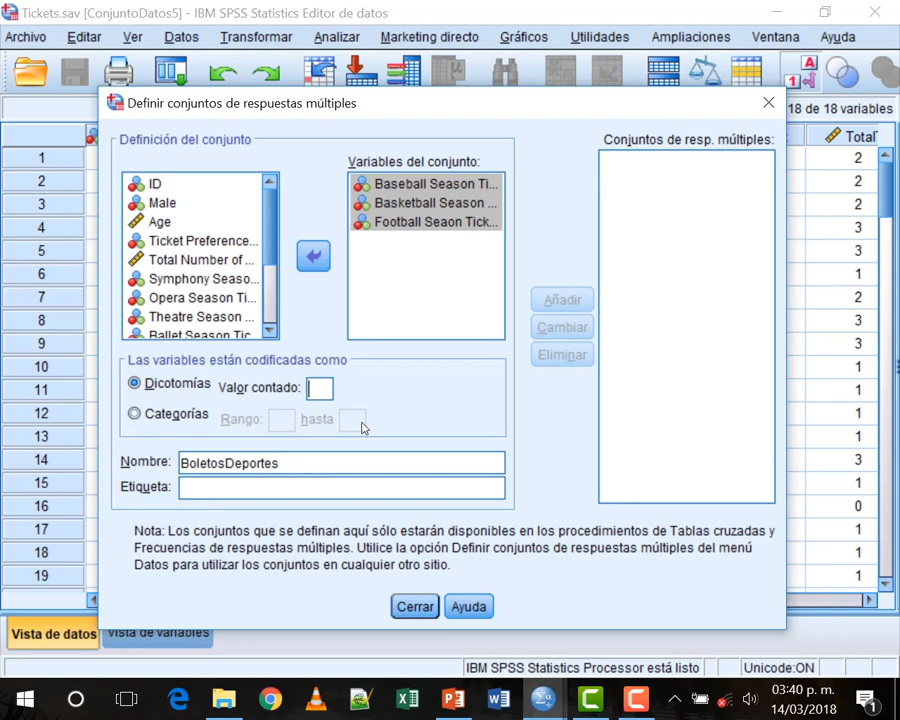 Tickets.sav [ConjuntoDatos5] - IBM SPSS Statistics Editor de datos
Archivo Editar Ver Datos Transformar Analizar Marketing directo Gráficos Utilidades Ampliaciones Ventana Ayuda
18 de 18 variables
Definir conjuntos de respuestas múltiples
Definición del conjunto
Variables del conjunto:
Conjuntos de resp. múltiples:
ID
Male
Age
Ticket Preference...
Total Number of ...
Symphony Seaso...
Opera Season Ti...
Theatre Season ...
Ballet Season Tic...
Baseball Season Ti...
Basketball Season ...
Football Seaon Tick...
Añadir
Cambiar
Eliminar
Las variables están codificadas como
Dicotomías Valor contado:
Categorías Rango: hasta
Nombre: BoletosDeportes
Etiqueta:
Nota: Los conjuntos que se definan aquí sólo estarán disponibles en los procedimientos de Tablas cruzadas y
Frecuencias de respuestas múltiples. Utilice la opción Definir conjuntos de respuestas múltiples del menú
Datos para utilizar los conjuntos en cualquier otro sitio.
Cerrar Ayuda
Total
1 2
2 2
3 2
4 3
5 3
6 1
7 2
8 3
9 3
10 1
11 1
12 1
13 1
14 3
15 1
16 0
17 1
18 1
19 1
Vista de datos Vista de variables
IBM SPSS Statistics Processor está listo Unicode:ON
03:40 p. m.
14/03/2018
1